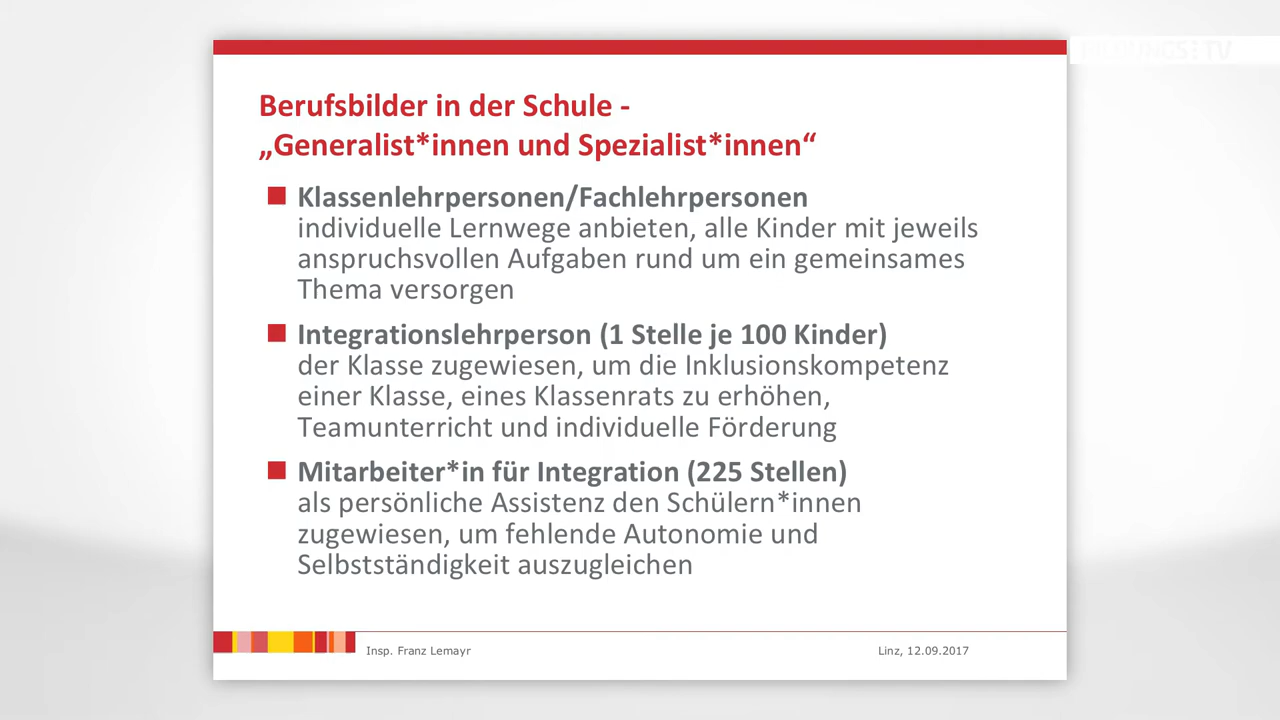 BILDUNGS TV
Berufsbilder in der Schule -
„Generalist*innen und Spezialist*innen“
Klassenlehrpersonen/Fachlehrpersonen
individuelle Lernwege anbieten, alle Kinder mit jeweils
anspruchsvollen Aufgaben rund um ein gemeinsames
Thema versorgen
Integrationslehrperson (1 Stelle je 100 Kinder)
der Klasse zugewiesen, um die Inklusionskompetenz
einer Klasse, eines Klassenrats zu erhöhen,
Teamunterricht und individuelle Förderung
Mitarbeiter*in für Integration (225 Stellen)
als persönliche Assistenz den Schülern*innen
zugewiesen, um fehlende Autonomie und
Selbstständigkeit auszugleichen
Insp. Franz Lemayr
Linz, 12.09.2017